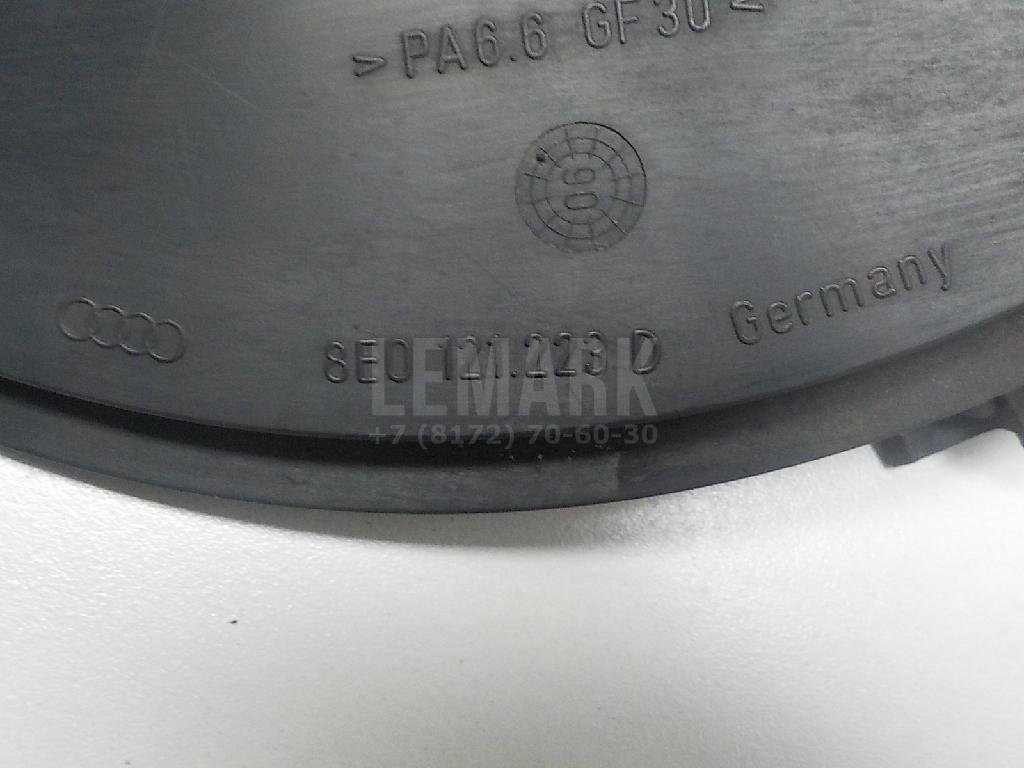 >PA6.6 GF30<
06
Germany
8E0 121.223 D
LEMARK
+7 (8172) 70-60-30